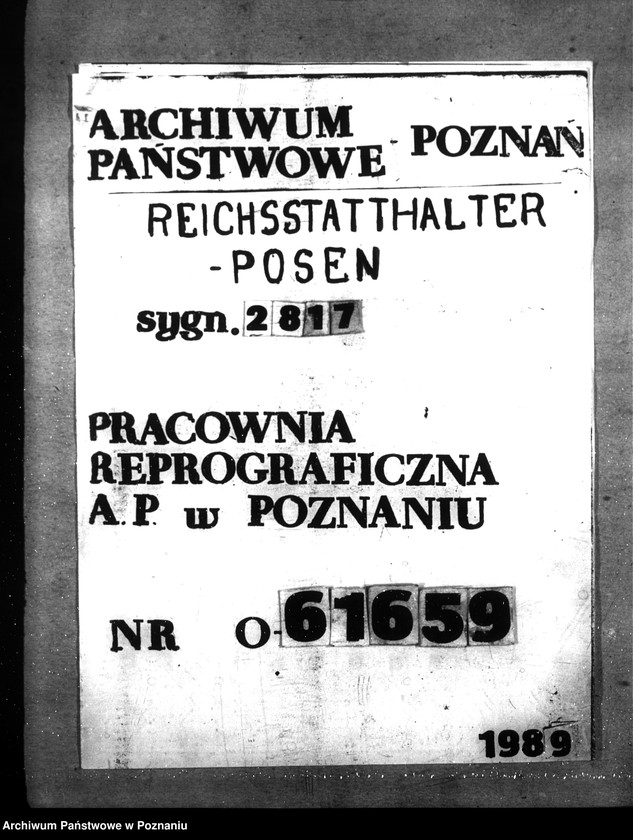 ARCHIWUM
PAŃSTWOWE - POZNAŃ
REICHSSTATTHALTER
-POSEN
sygn. 2817
PRACOWNIA
REPROGRAFICZNA
A.P. w POZNANIU
NR O-61659
1989
Archiwum Państwowe w Poznaniu